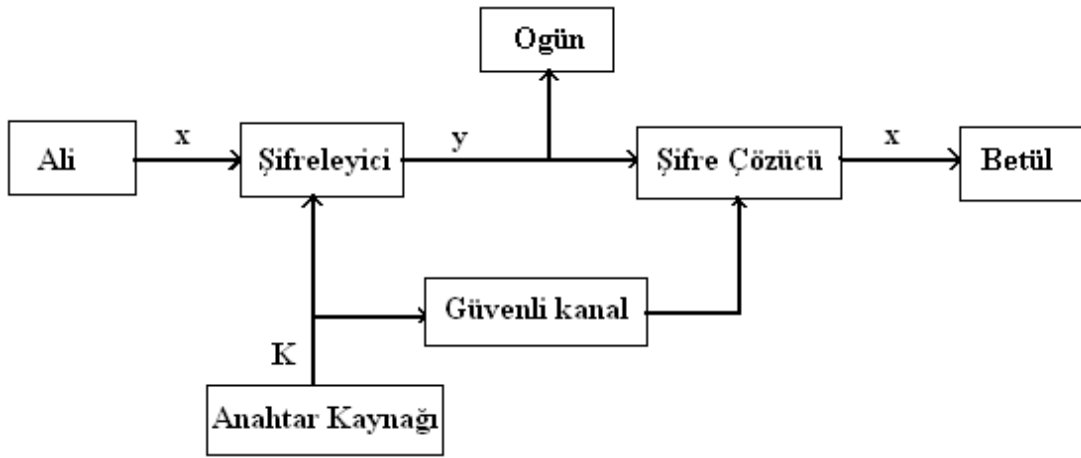 Ogün
Ali
x
Şifreleyici
y
Şifre Çözücü
x
Betül
Güvenli kanal
K
Anahtar Kaynağı